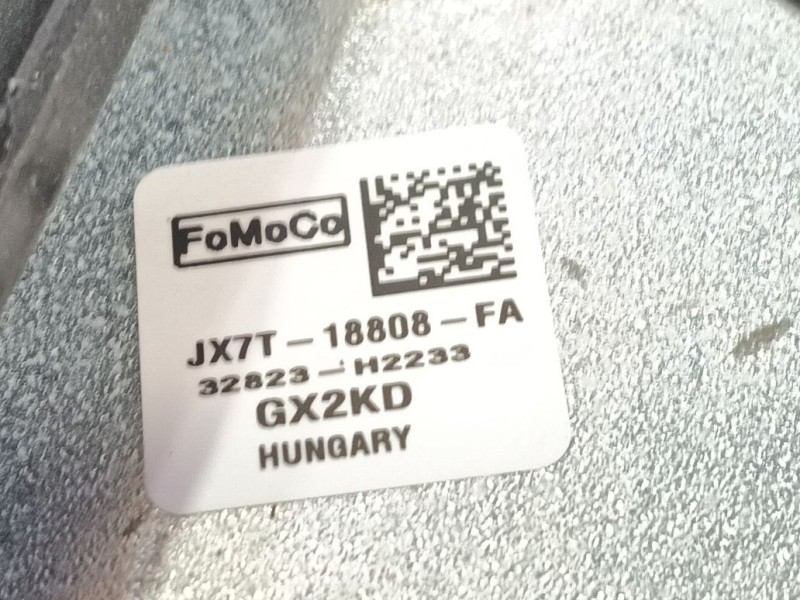 FoMoCo
JX7T-18808-FA
32823-H2233
GX2KD
HUNGARY